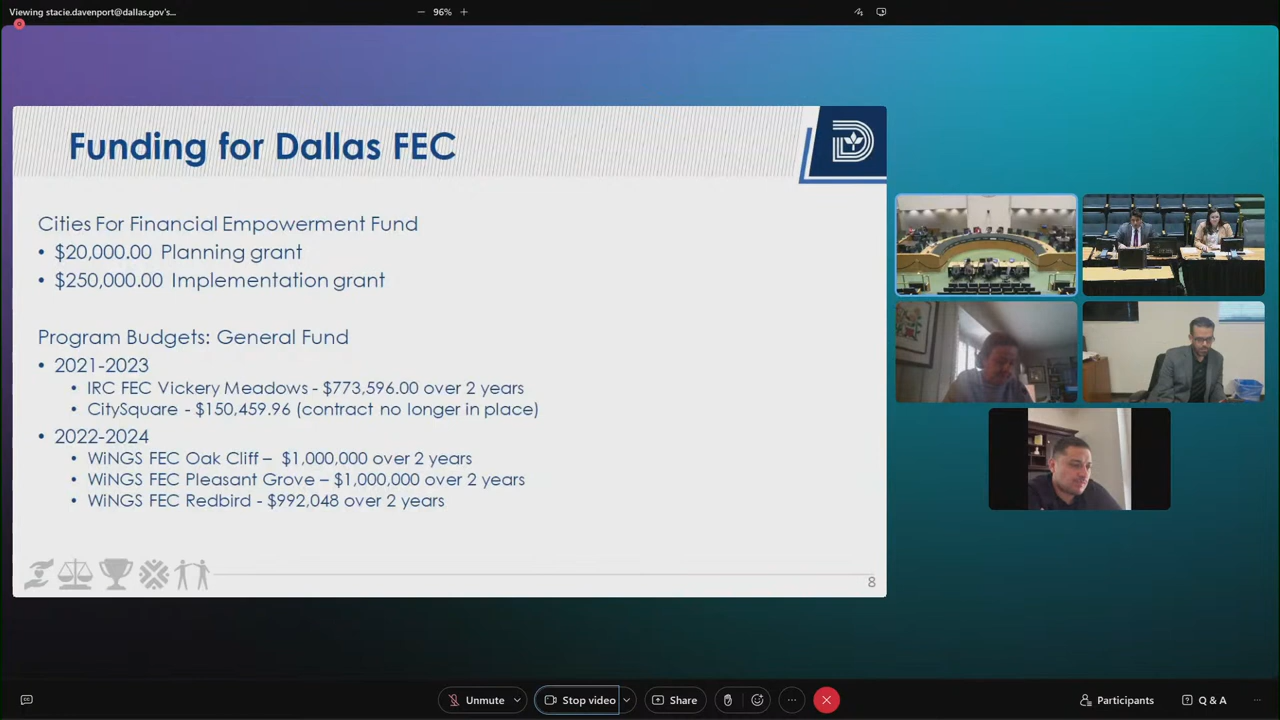 Viewing stacie.davenport@dallas.gov's...
96%
Funding for Dallas FEC
Cities For Financial Empowerment Fund
• $20,000.00 Planning grant
• $250,000.00 Implementation grant
Program Budgets: General Fund
• 2021-2023
• IRC FEC Vickery Meadows - $773,596.00 over 2 years
• CitySquare - $150,459.96 (contract no longer in place)
• 2022-2024
• WiNGS FEC Oak Cliff – $1,000,000 over 2 years
• WiNGS FEC Pleasant Grove – $1,000,000 over 2 years
• WiNGS FEC Redbird - $992,048 over 2 years
8
Unmute
Stop video
Share
Participants
Q & A